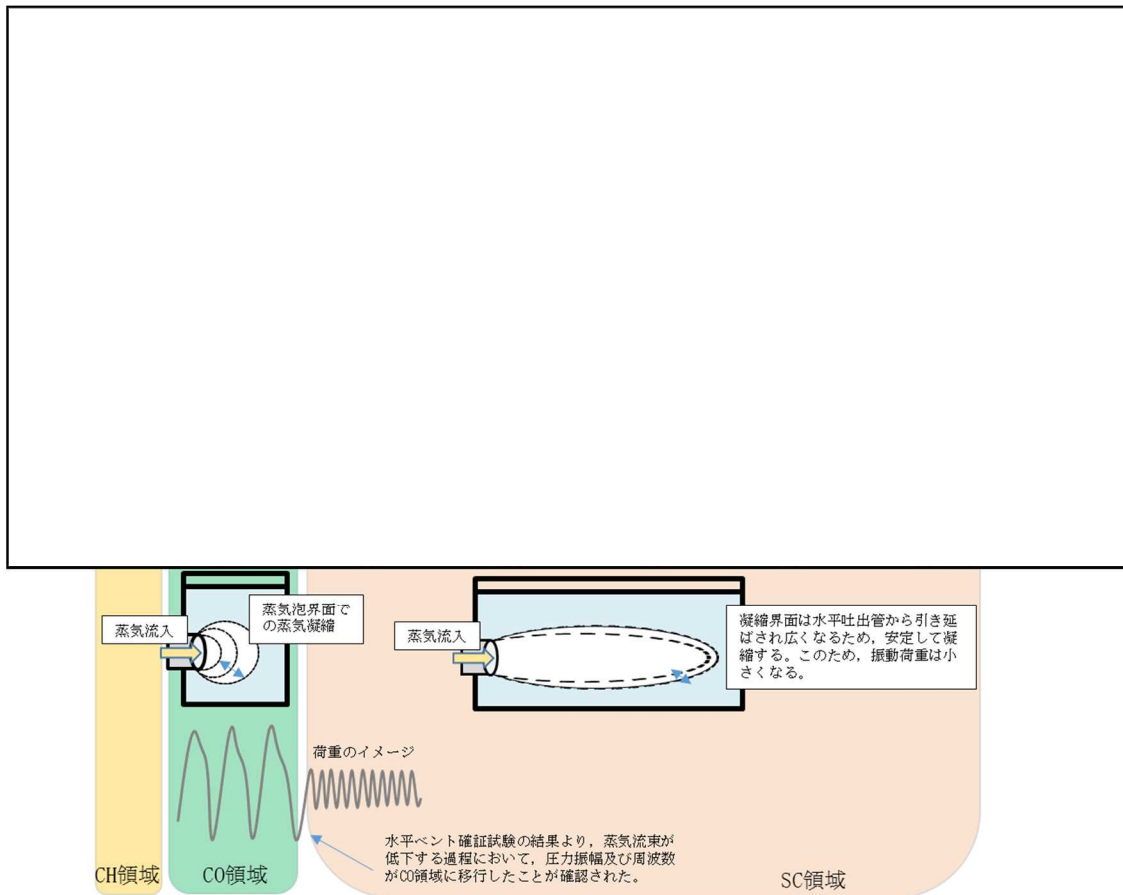 蒸気流入
蒸気泡界面で
の蒸気凝縮
蒸気流入
凝縮界面は水平吐出管から引き延
ばされ広くなるため，安定して凝
縮する。このため，振動荷重は小
さくなる。
荷重のイメージ
水平ベント確証試験の結果より，蒸気流束が
低下する過程において，圧力振幅及び周波数
がCO領域に移行したことが確認された。
CH領域
CO領域
SC領域